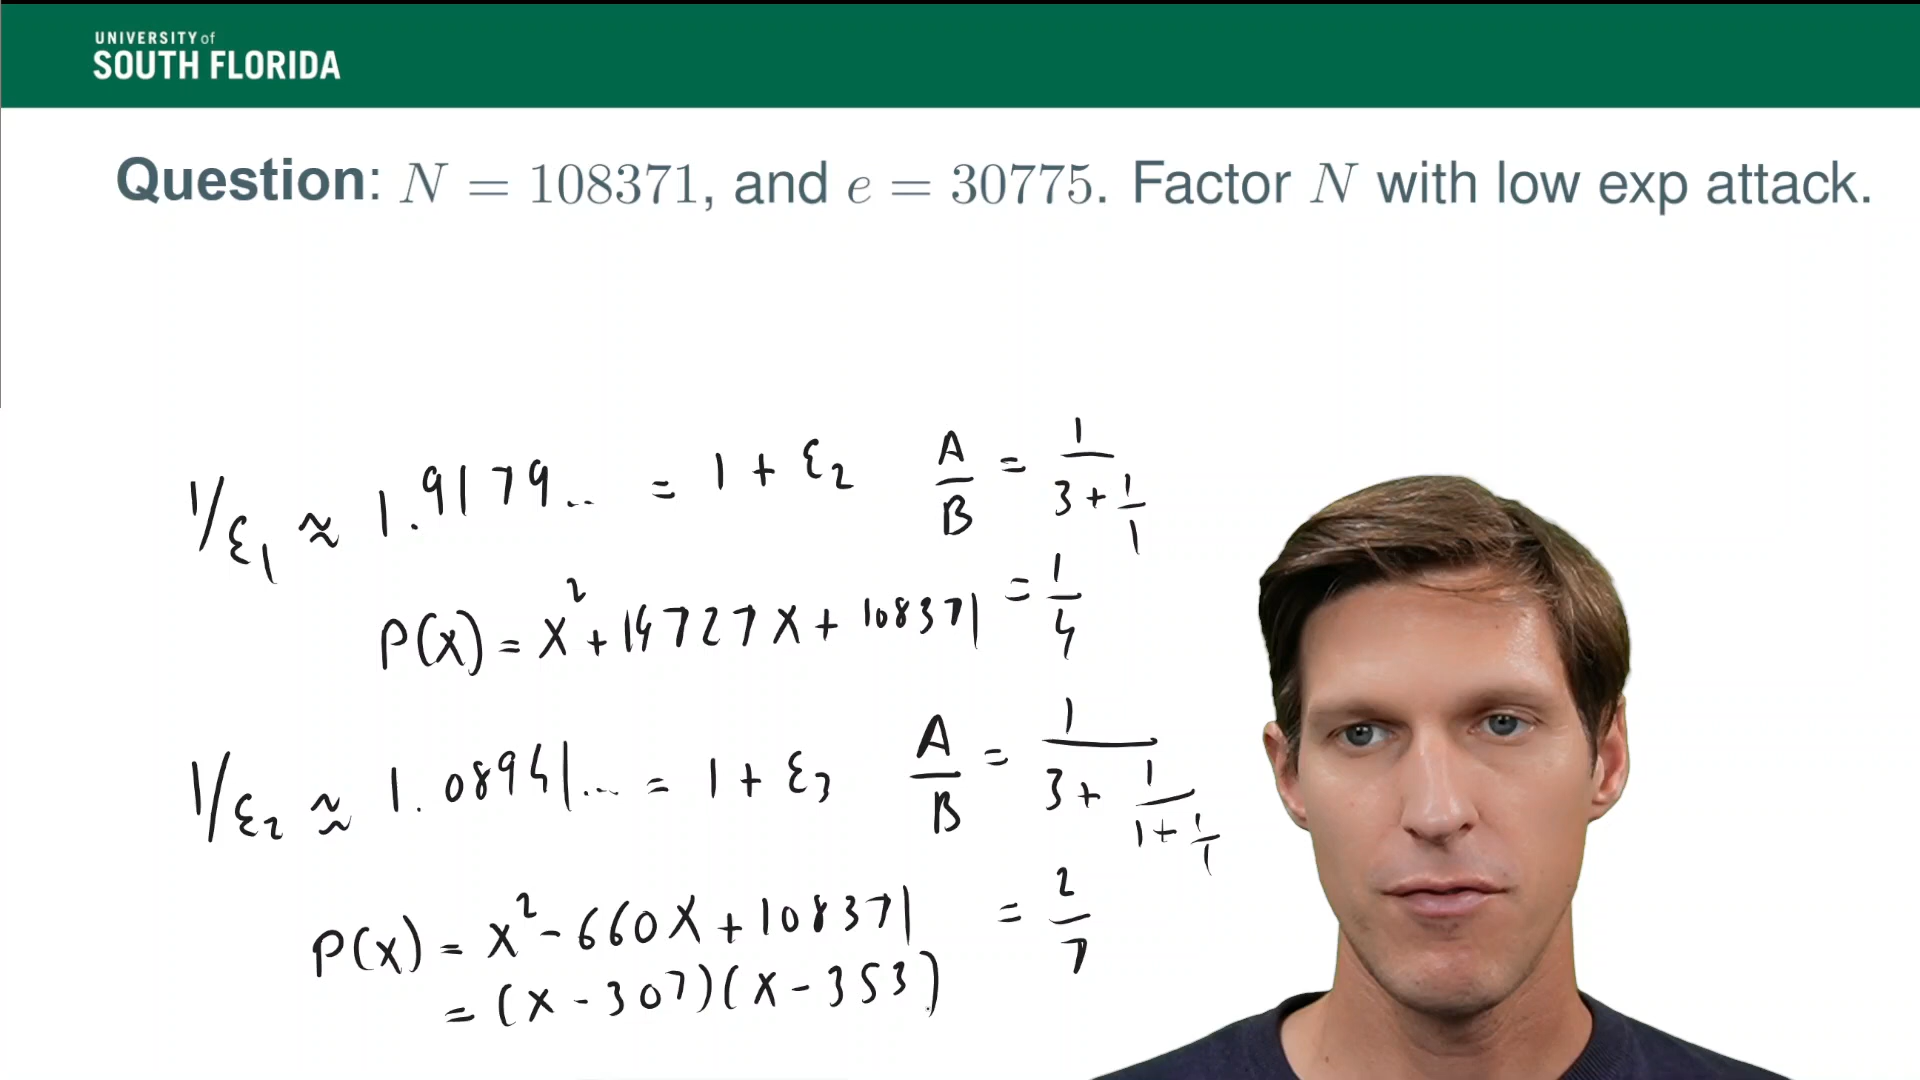 UNIVERSITY of
SOUTH FLORIDA
Question: N = 108371, and e = 30775. Factor N with low exp attack.
1/ε₁ ≈ 1.9179.. = 1 + ε₂ A/B = 1/(3 + 1/1)
P(x) = x² + 14727x + 108371 = 1/4
1/ε₂ ≈ 1.08941... = 1 + ε₃ A/B = 1/(3 + 1/(1 + 1/1))
P(x) = x² - 660x + 108371 = 2/7
= (x - 307)(x - 353)